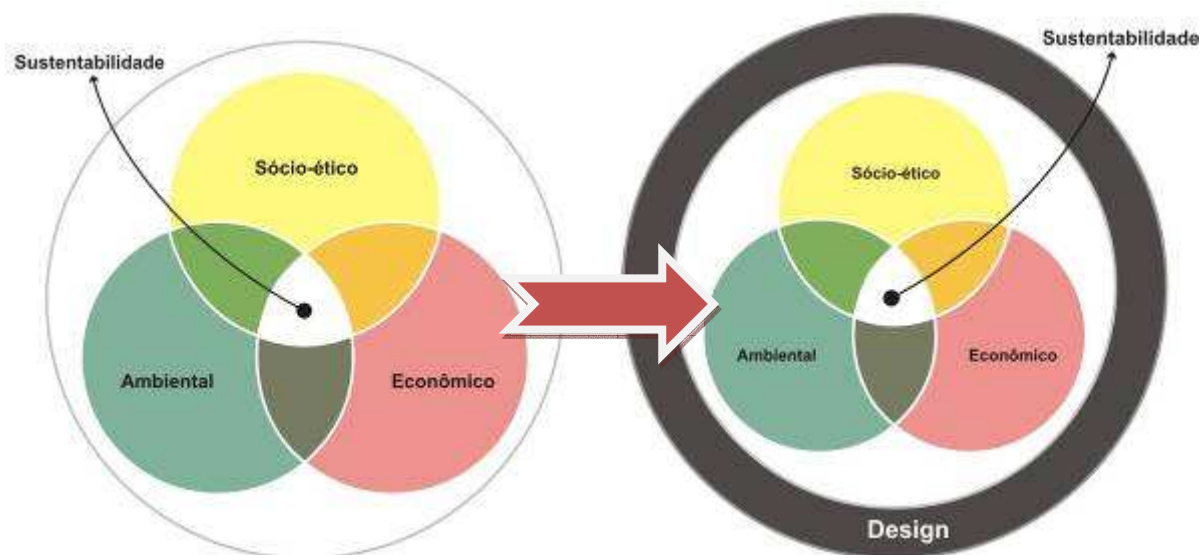 Sustentabilidade
Sócio-ético
Ambiental
Econômico
Sustentabilidade
Sócio-ético
Ambiental
Econômico
Design